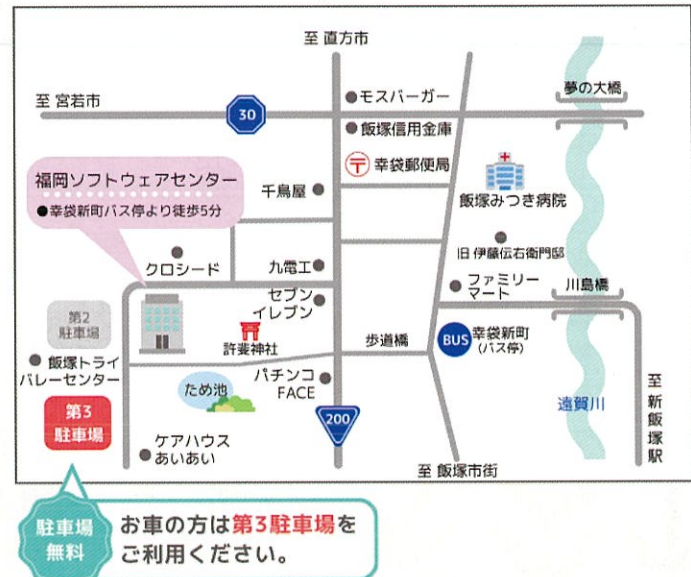 至 直方市
至 宮若市
30
モスバーガー
夢の大橋
飯塚信用金庫
〒 幸袋郵便局
福岡ソフトウェアセンター
●幸袋新町バス停より徒歩5分
千鳥屋
飯塚みつき病院
旧 伊藤伝右衛門邸
クロシード
九電工
ファミリー
マート
川島橋
セブン
イレブン
第2
駐車場
許斐神社
歩道橋
BUS
幸袋新町
(バス停)
飯塚トライ
バレーセンター
ため池
パチンコ
FACE
第3
駐車場
200
遠賀川
至 新飯塚駅
ケアハウス
あいあい
至 飯塚市街
駐車場
無料
お車の方は第3駐車場を
ご利用ください。